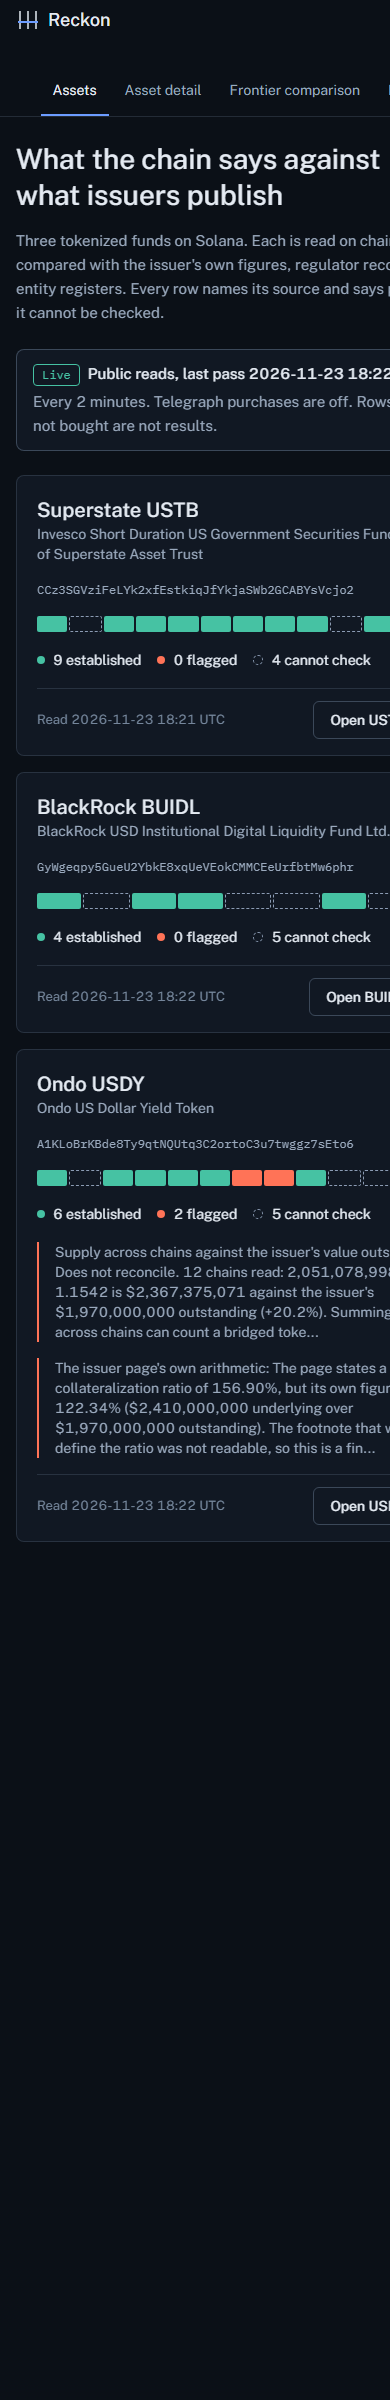 Reckon
Assets Asset detail Frontier comparison
What the chain says against
what issuers publish
Three tokenized funds on Solana. Each is read on chai
compared with the issuer's own figures, regulator rec
entity registers. Every row names its source and says
it cannot be checked.
Live Public reads, last pass 2026-11-23 18:22
Every 2 minutes. Telegraph purchases are off. Rows
not bought are not results.
Superstate USTB
Invesco Short Duration US Government Securities Fun
of Superstate Asset Trust
CCz3SGVziFeLYk2xfEstkiqJfYkjaSWb2GCABYsVcjo2
9 established 0 flagged 4 cannot check
Read 2026-11-23 18:21 UTC Open UST
BlackRock BUIDL
BlackRock USD Institutional Digital Liquidity Fund Ltd.
GyWgeqpy5GueU2YbkE8xqUeVEokCMMCEeUrfbtMw6phr
4 established 0 flagged 5 cannot check
Read 2026-11-23 18:22 UTC Open BUI
Ondo USDY
Ondo US Dollar Yield Token
A1KLoBrKBde8Ty9qtNQUtq3C2ortoC3u7twggz7sEto6
6 established 2 flagged 5 cannot check
Supply across chains against the issuer's value outs
Does not reconcile. 12 chains read: 2,051,078,99
1.1542 is $2,367,375,071 against the issuer's
$1,970,000,000 outstanding (+20.2%). Summing
across chains can count a bridged toke...
The issuer page's own arithmetic: The page states a
collateralization ratio of 156.90%, but its own figur
122.34% ($2,410,000,000 underlying over
$1,970,000,000 outstanding). The footnote that
define the ratio was not readable, so this is a fin...
Read 2026-11-23 18:22 UTC Open US